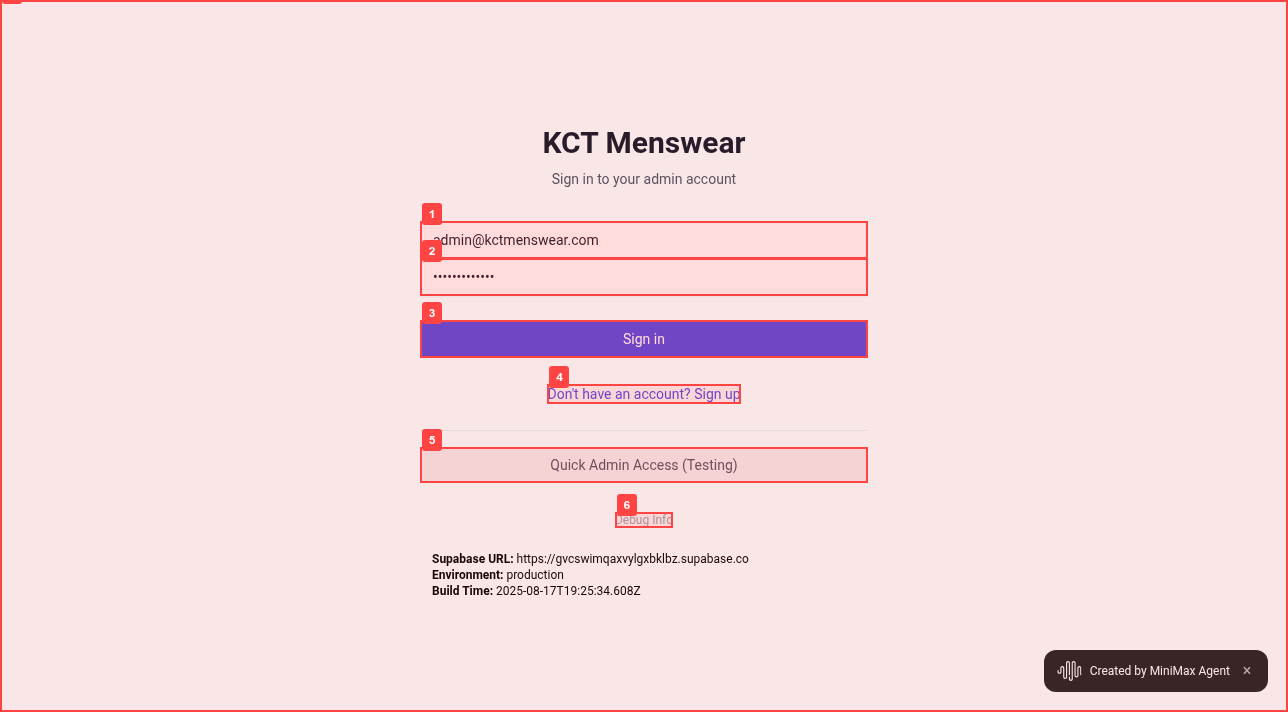 KCT Menswear
Sign in to your admin account
1
admin@kctmenswear.com
2
•••••••••••••
3
Sign in
4
Don't have an account? Sign up
5
Quick Admin Access (Testing)
6
Debug Info
Supabase URL: https://gvcswimqaxvylgxbklbz.supabase.co
Environment: production
Build Time: 2025-08-17T19:25:34.608Z
Created by MiniMax Agent ×